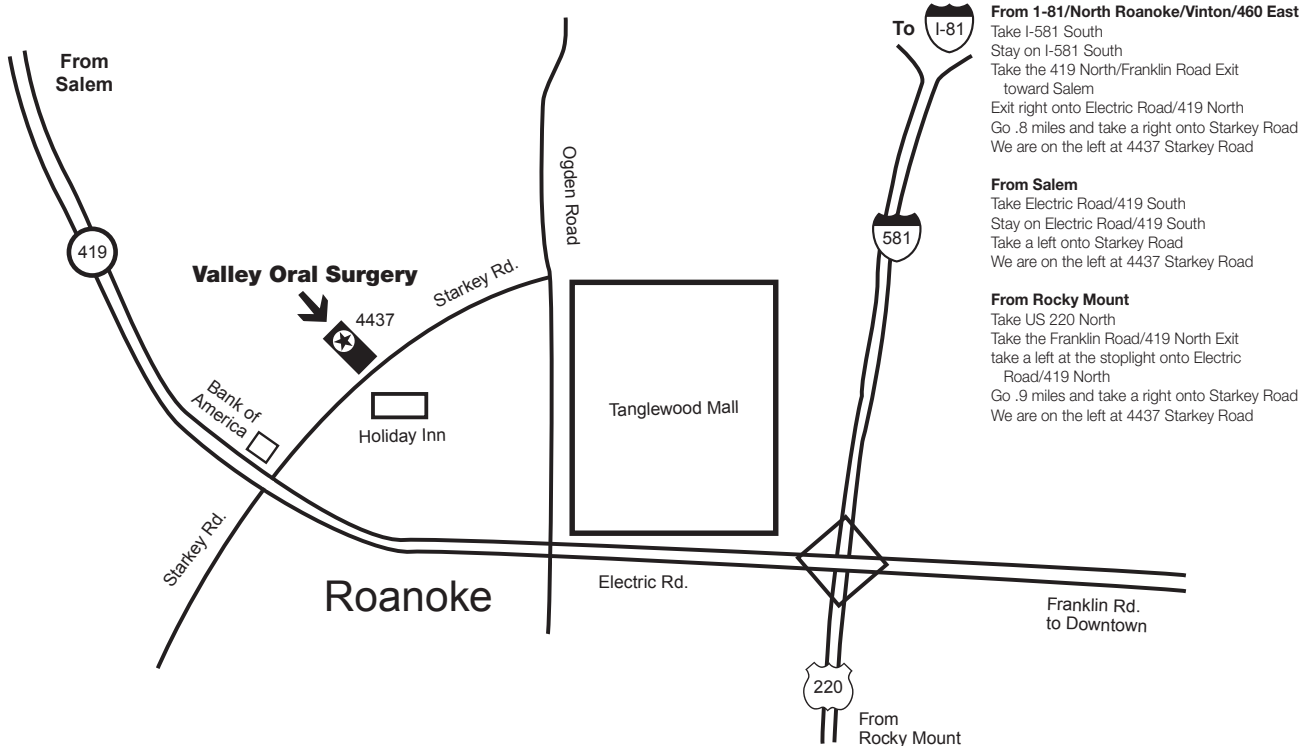 From
Salem
419
Valley Oral Surgery
4437
Starkey Rd.
Ogden Road
Bank of
America
Holiday Inn
Tanglewood Mall
Starkey Rd.
Roanoke
Electric Rd.
Franklin Rd.
to Downtown
220
From
Rocky Mount
581
To
I-81
From 1-81/North Roanoke/Vinton/460 East
Take I-581 South
Stay on I-581 South
Take the 419 North/Franklin Road Exit
toward Salem
Exit right onto Electric Road/419 North
Go .8 miles and take a right onto Starkey Road
We are on the left at 4437 Starkey Road
From Salem
Take Electric Road/419 South
Stay on Electric Road/419 South
Take a left onto Starkey Road
We are on the left at 4437 Starkey Road
From Rocky Mount
Take US 220 North
Take the Franklin Road/419 North Exit
take a left at the stoplight onto Electric
Road/419 North
Go .9 miles and take a right onto Starkey Road
We are on the left at 4437 Starkey Road